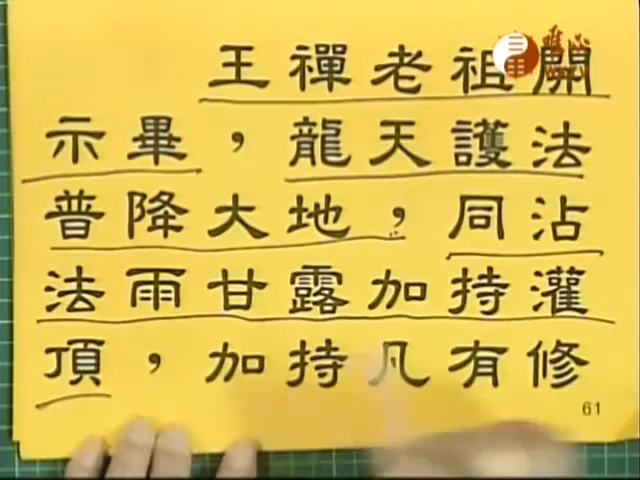 王禪老祖開
示畢，龍天護法
普降大地，同沾
法雨甘露加持灌
頂，加持凡有修
61